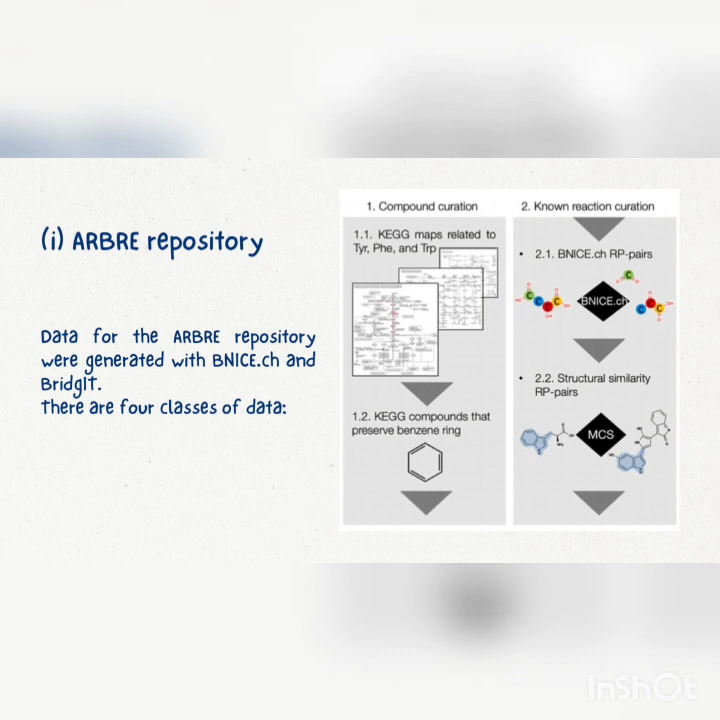 (i) ARBRE repository
Data for the ARBRE repository
were generated with BNICE.ch and
BridgIT.
There are four classes of data:
1. Compound curation
1.1. KEGG maps related to
Tyr, Phe, and Trp
1.2. KEGG compounds that
preserve benzene ring
2. Known reaction curation
• 2.1. BNICE.ch RP-pairs
BNICE.ch
• 2.2. Structural similarity
RP-pairs
MCS
InShOt